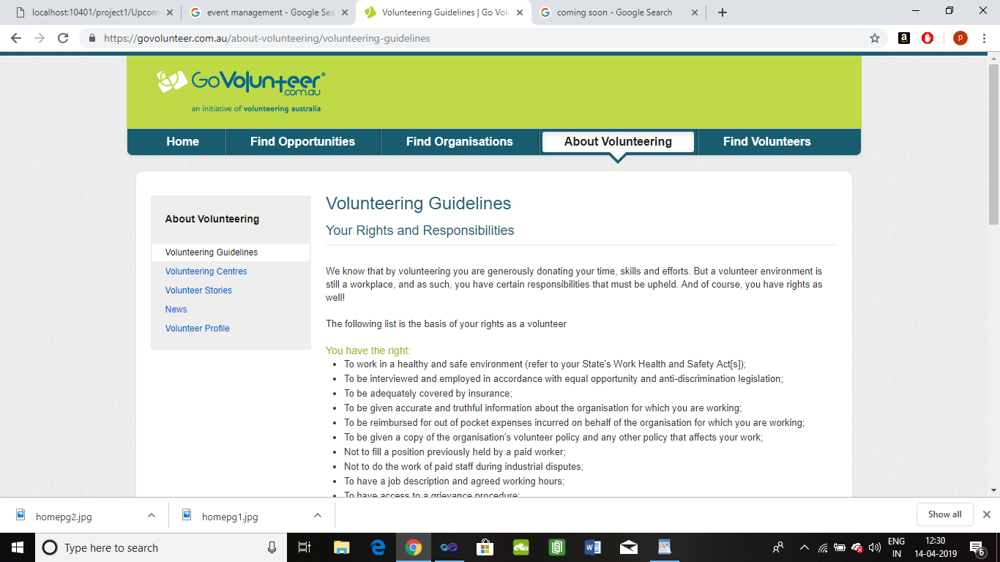 localhost:10401/project1/Upcom
event management - Google Sea
Volunteering Guidelines | Go Volu
coming soon - Google Search
https://govolunteer.com.au/about-volunteering/volunteering-guidelines
a
p
GoVolunteer®
.com.au
an initiative of volunteering australia
Home
Find Opportunities
Find Organisations
About Volunteering
Find Volunteers
About Volunteering
Volunteering Guidelines
Volunteering Centres
Volunteer Stories
News
Volunteer Profile
Volunteering Guidelines
Your Rights and Responsibilities
We know that by volunteering you are generously donating your time, skills and efforts. But a volunteer environment is
still a workplace, and as such, you have certain responsibilities that must be upheld. And of course, you have rights as
well!
The following list is the basis of your rights as a volunteer
You have the right:
• To work in a healthy and safe environment (refer to your State's Work Health and Safety Act[s]);
• To be interviewed and employed in accordance with equal opportunity and anti-discrimination legislation;
• To be adequately covered by insurance;
• To be given accurate and truthful information about the organisation for which you are working;
• To be reimbursed for out of pocket expenses incurred on behalf of the organisation for which you are working;
• To be given a copy of the organisation's volunteer policy and any other policy that affects your work;
• Not to fill a position previously held by a paid worker;
• Not to do the work of paid staff during industrial disputes;
• To have a job description and agreed working hours;
• To have access to a grievance procedure;
homepg2.jpg
homepg1.jpg
Show all
Type here to search
ENG
IN
12:30
14-04-2019
6